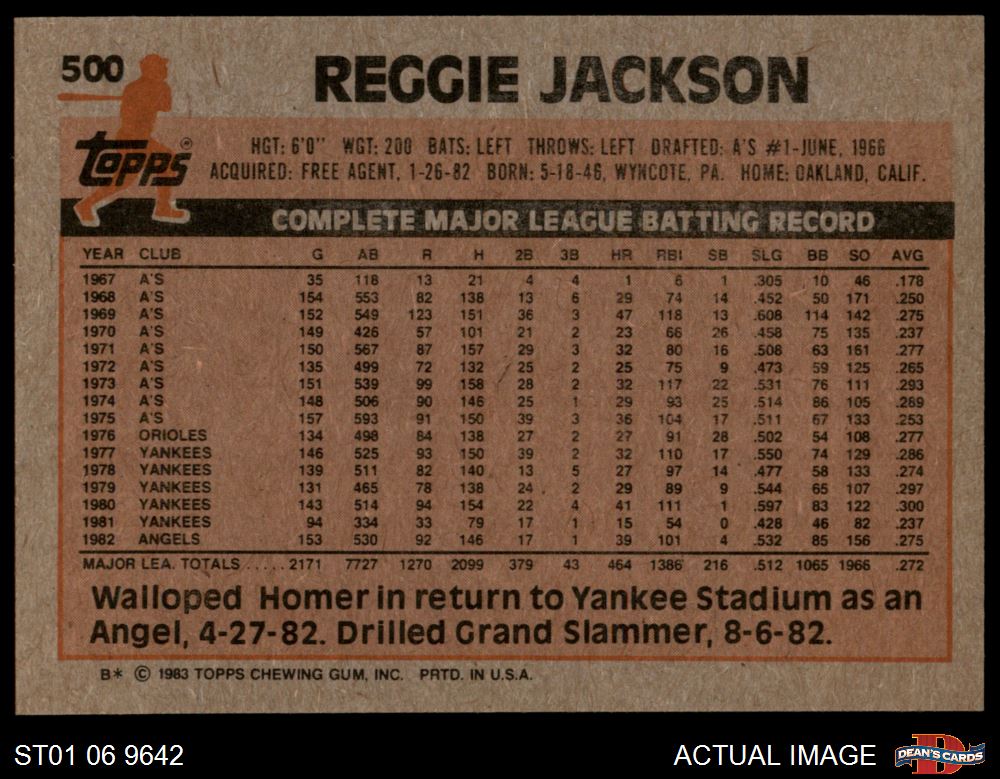 500
REGGIE JACKSON
Topps®
HGT: 6'0" WGT: 200 BATS: LEFT THROWS: LEFT DRAFTED: A'S #1-JUNE, 1966
ACQUIRED: FREE AGENT, 1-26-82 BORN: 5-18-46, WYNCOTE, PA. HOME: OAKLAND, CALIF.
COMPLETE MAJOR LEAGUE BATTING RECORD
YEAR CLUB G AB R H 2B 3B HR RBI SB SLG BB SO AVG
1967 A'S 35 118 13 21 4 4 1 6 1 .305 10 46 .178
1968 A'S 154 553 82 138 13 6 29 74 14 .452 50 171 .250
1969 A'S 152 549 123 151 36 3 47 118 13 .608 114 142 .275
1970 A'S 149 426 57 101 21 2 23 66 26 .458 75 135 .237
1971 A'S 150 567 87 157 29 3 32 80 16 .508 63 161 .277
1972 A'S 135 499 72 132 25 2 25 75 9 .473 59 125 .265
1973 A'S 151 539 99 158 28 2 32 117 22 .531 76 111 .293
1974 A'S 148 506 90 146 25 1 29 93 25 .514 86 105 .289
1975 A'S 157 593 91 150 39 3 36 104 17 .511 67 133 .253
1976 ORIOLES 134 498 84 138 27 2 27 91 28 .502 54 108 .277
1977 YANKEES 146 525 93 150 39 2 32 110 17 .550 74 129 .286
1978 YANKEES 139 511 82 140 13 5 27 97 14 .477 58 133 .274
1979 YANKEES 131 465 78 138 24 2 29 89 9 .544 65 107 .297
1980 YANKEES 143 514 94 154 22 4 41 111 1 .597 83 122 .300
1981 YANKEES 94 334 33 79 17 1 15 54 0 .428 46 82 .237
1982 ANGELS 153 530 92 146 17 1 39 101 4 .532 85 156 .275
MAJOR LEA. TOTALS ..... 2171 7727 1270 2099 379 43 464 1386 216 .512 1065 1966 .272
Walloped Homer in return to Yankee Stadium as an
Angel, 4-27-82. Drilled Grand Slammer, 8-6-82.
B* © 1983 TOPPS CHEWING GUM, INC. PRTD. IN U.S.A.
ST01 06 9642
ACTUAL IMAGE
D
DEAN'S CARDS